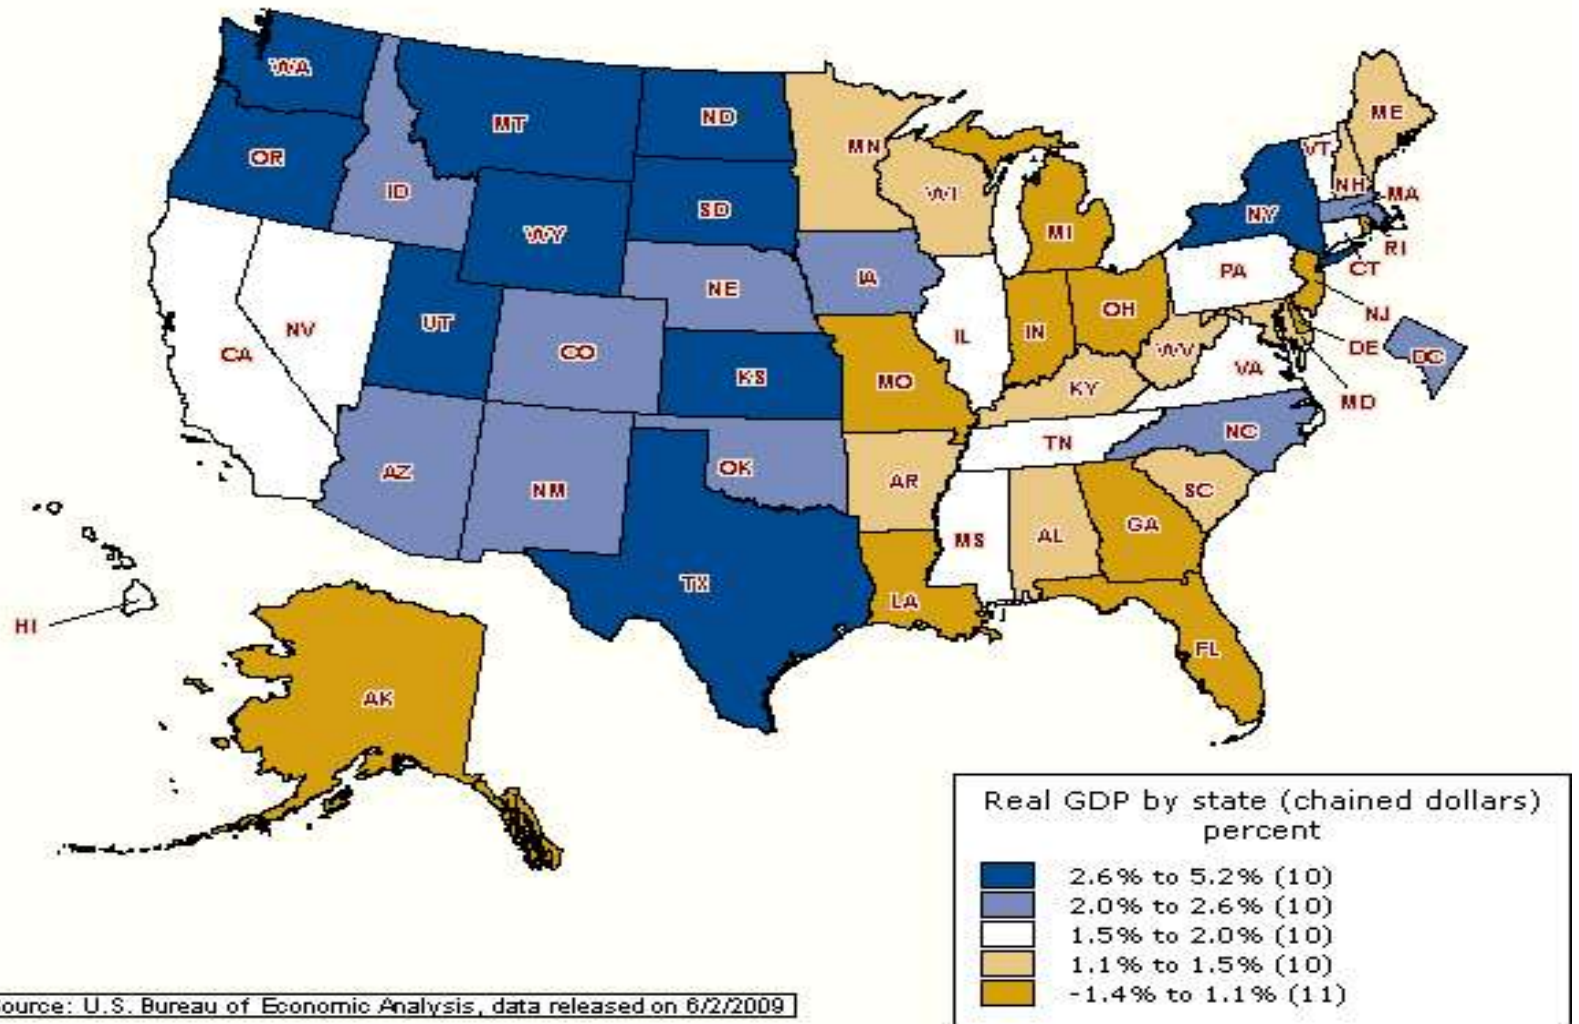 WA
MT
ND
MN
ME
OR
ID
SD
WI
VT
NH
MA
WY
NY
MI
RI
NE
IA
PA
CT
NV
UT
CO
IL
IN
OH
NJ
CA
KS
MO
WV
VA
DE
DC
KY
MD
AZ
NM
OK
AR
TN
NC
SC
MS
AL
GA
TX
LA
HI
FL
AK
Real GDP by state (chained dollars)
percent
2.6% to 5.2% (10)
2.0% to 2.6% (10)
1.5% to 2.0% (10)
1.1% to 1.5% (10)
-1.4% to 1.1% (11)
ource: U.S. Bureau of Economic Analysis, data released on 6/2/2009